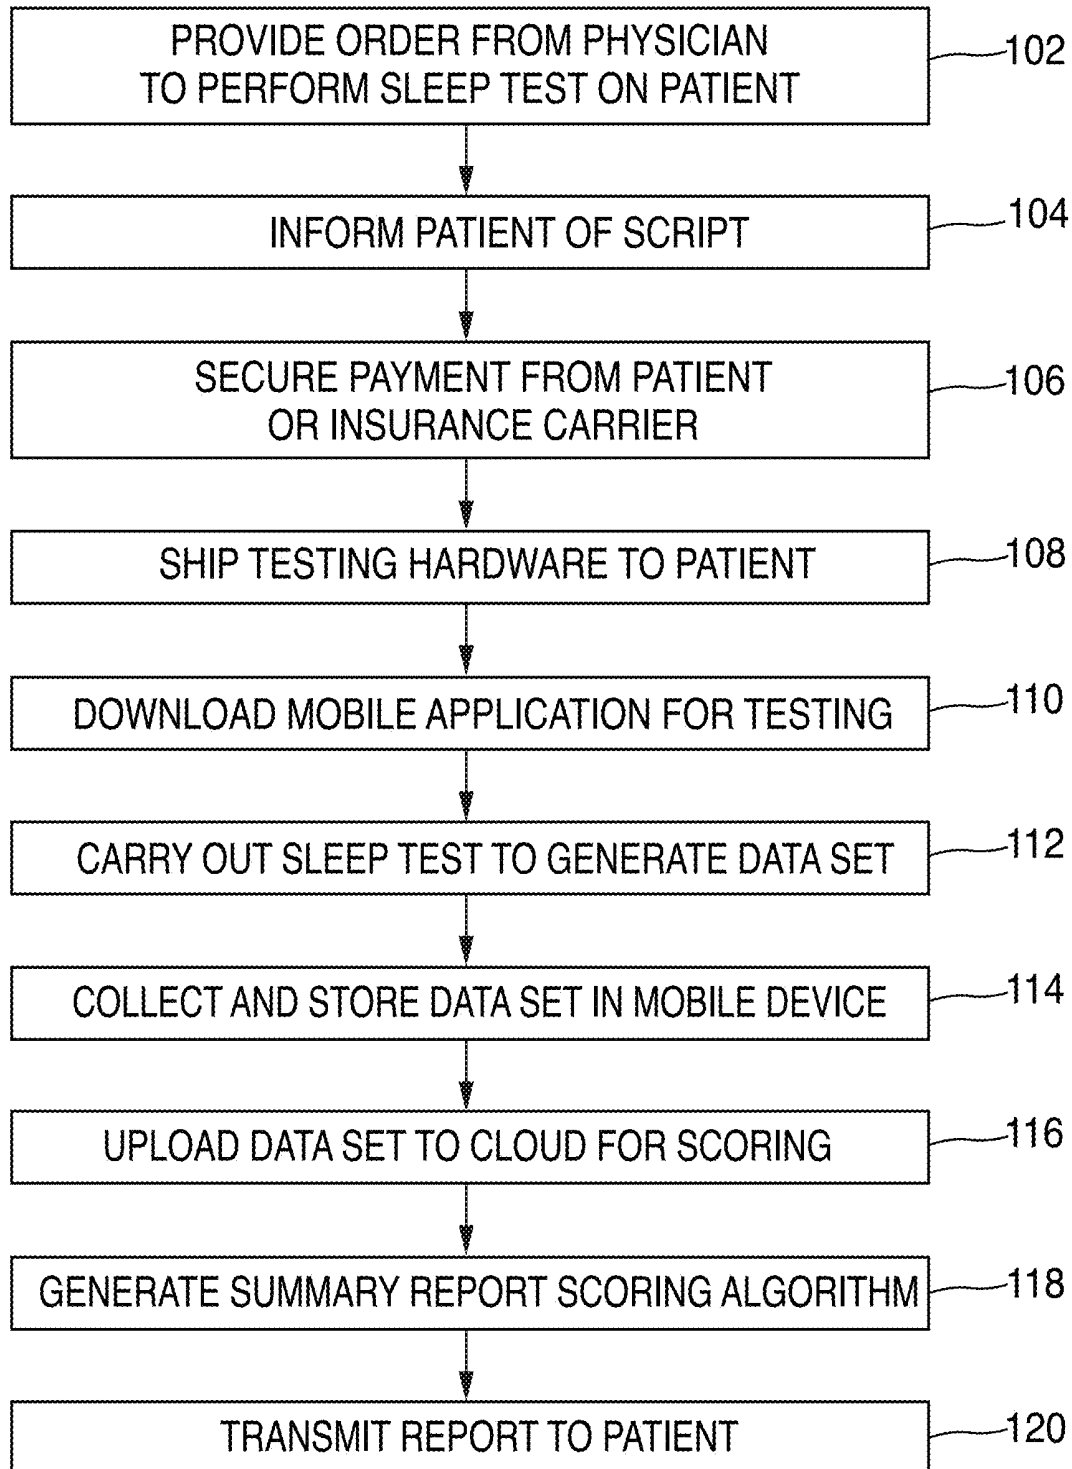 PROVIDE ORDER FROM PHYSICIAN
TO PERFORM SLEEP TEST ON PATIENT
102
INFORM PATIENT OF SCRIPT
104
SECURE PAYMENT FROM PATIENT
OR INSURANCE CARRIER
106
SHIP TESTING HARDWARE TO PATIENT
108
DOWNLOAD MOBILE APPLICATION FOR TESTING
110
CARRY OUT SLEEP TEST TO GENERATE DATA SET
112
COLLECT AND STORE DATA SET IN MOBILE DEVICE
114
UPLOAD DATA SET TO CLOUD FOR SCORING
116
GENERATE SUMMARY REPORT SCORING ALGORITHM
118
TRANSMIT REPORT TO PATIENT
120